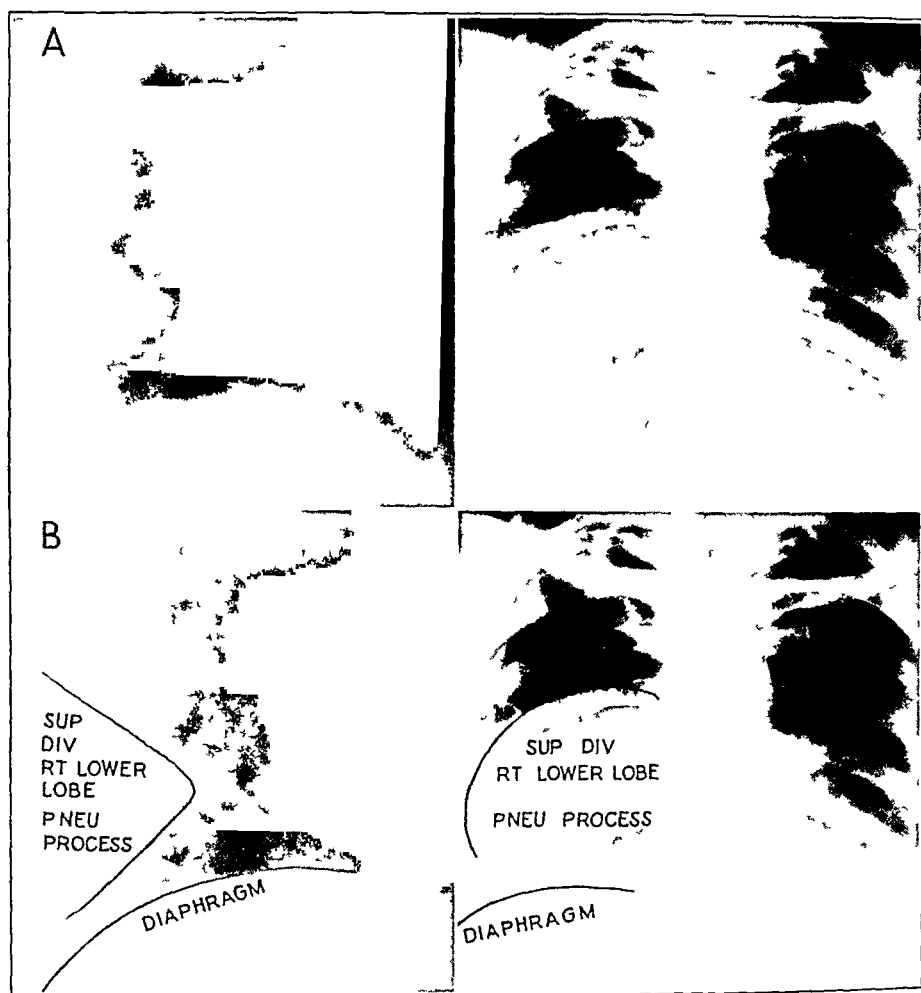 A
B
SUP
DIV
RT LOWER
LOBE
PNEU
PROCESS
DIAPHRAGM
SUP DIV
RT LOWER LOBE
PNEU PROCESS
DIAPHRAGM